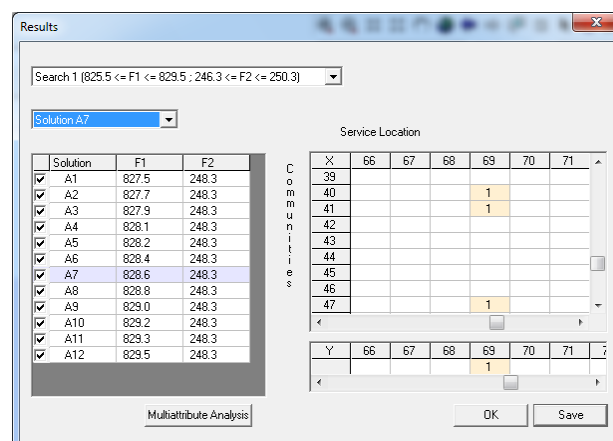 Results
Search 1 (825.5 <= F1 <= 829.5 ; 246.3 <= F2 <= 250.3)
Solution A7
Service Location
Communities
Solution F1 F2
A1 827.5 248.3
A2 827.7 248.3
A3 827.9 248.3
A4 828.1 248.3
A5 828.2 248.3
A6 828.4 248.3
A7 828.6 248.3
A8 828.8 248.3
A9 829.0 248.3
A10 829.2 248.3
A11 829.3 248.3
A12 829.5 248.3
X 66 67 68 69 70 71
39
40 1
41 1
42
43
44
45
46
47 1
Y 66 67 68 69 70 71 7
1
Multiattribute Analysis
OK
Save